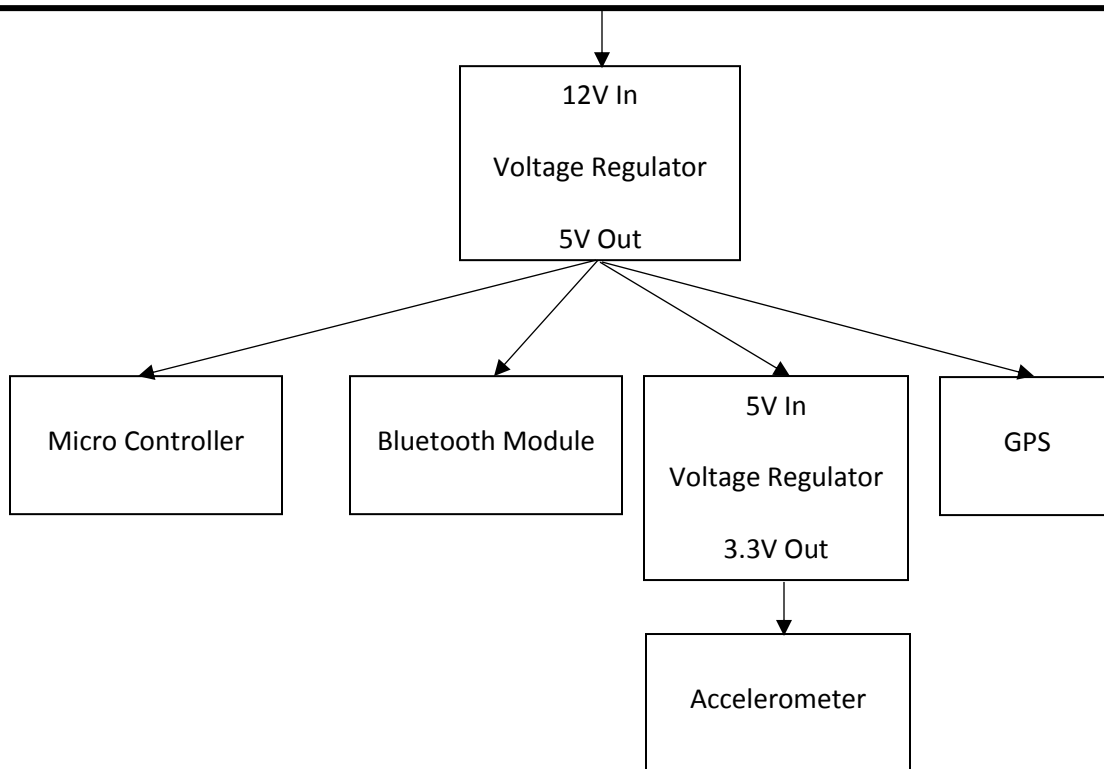 12V In
Voltage Regulator
5V Out
Micro Controller
Bluetooth Module
5V In
Voltage Regulator
3.3V Out
GPS
Accelerometer